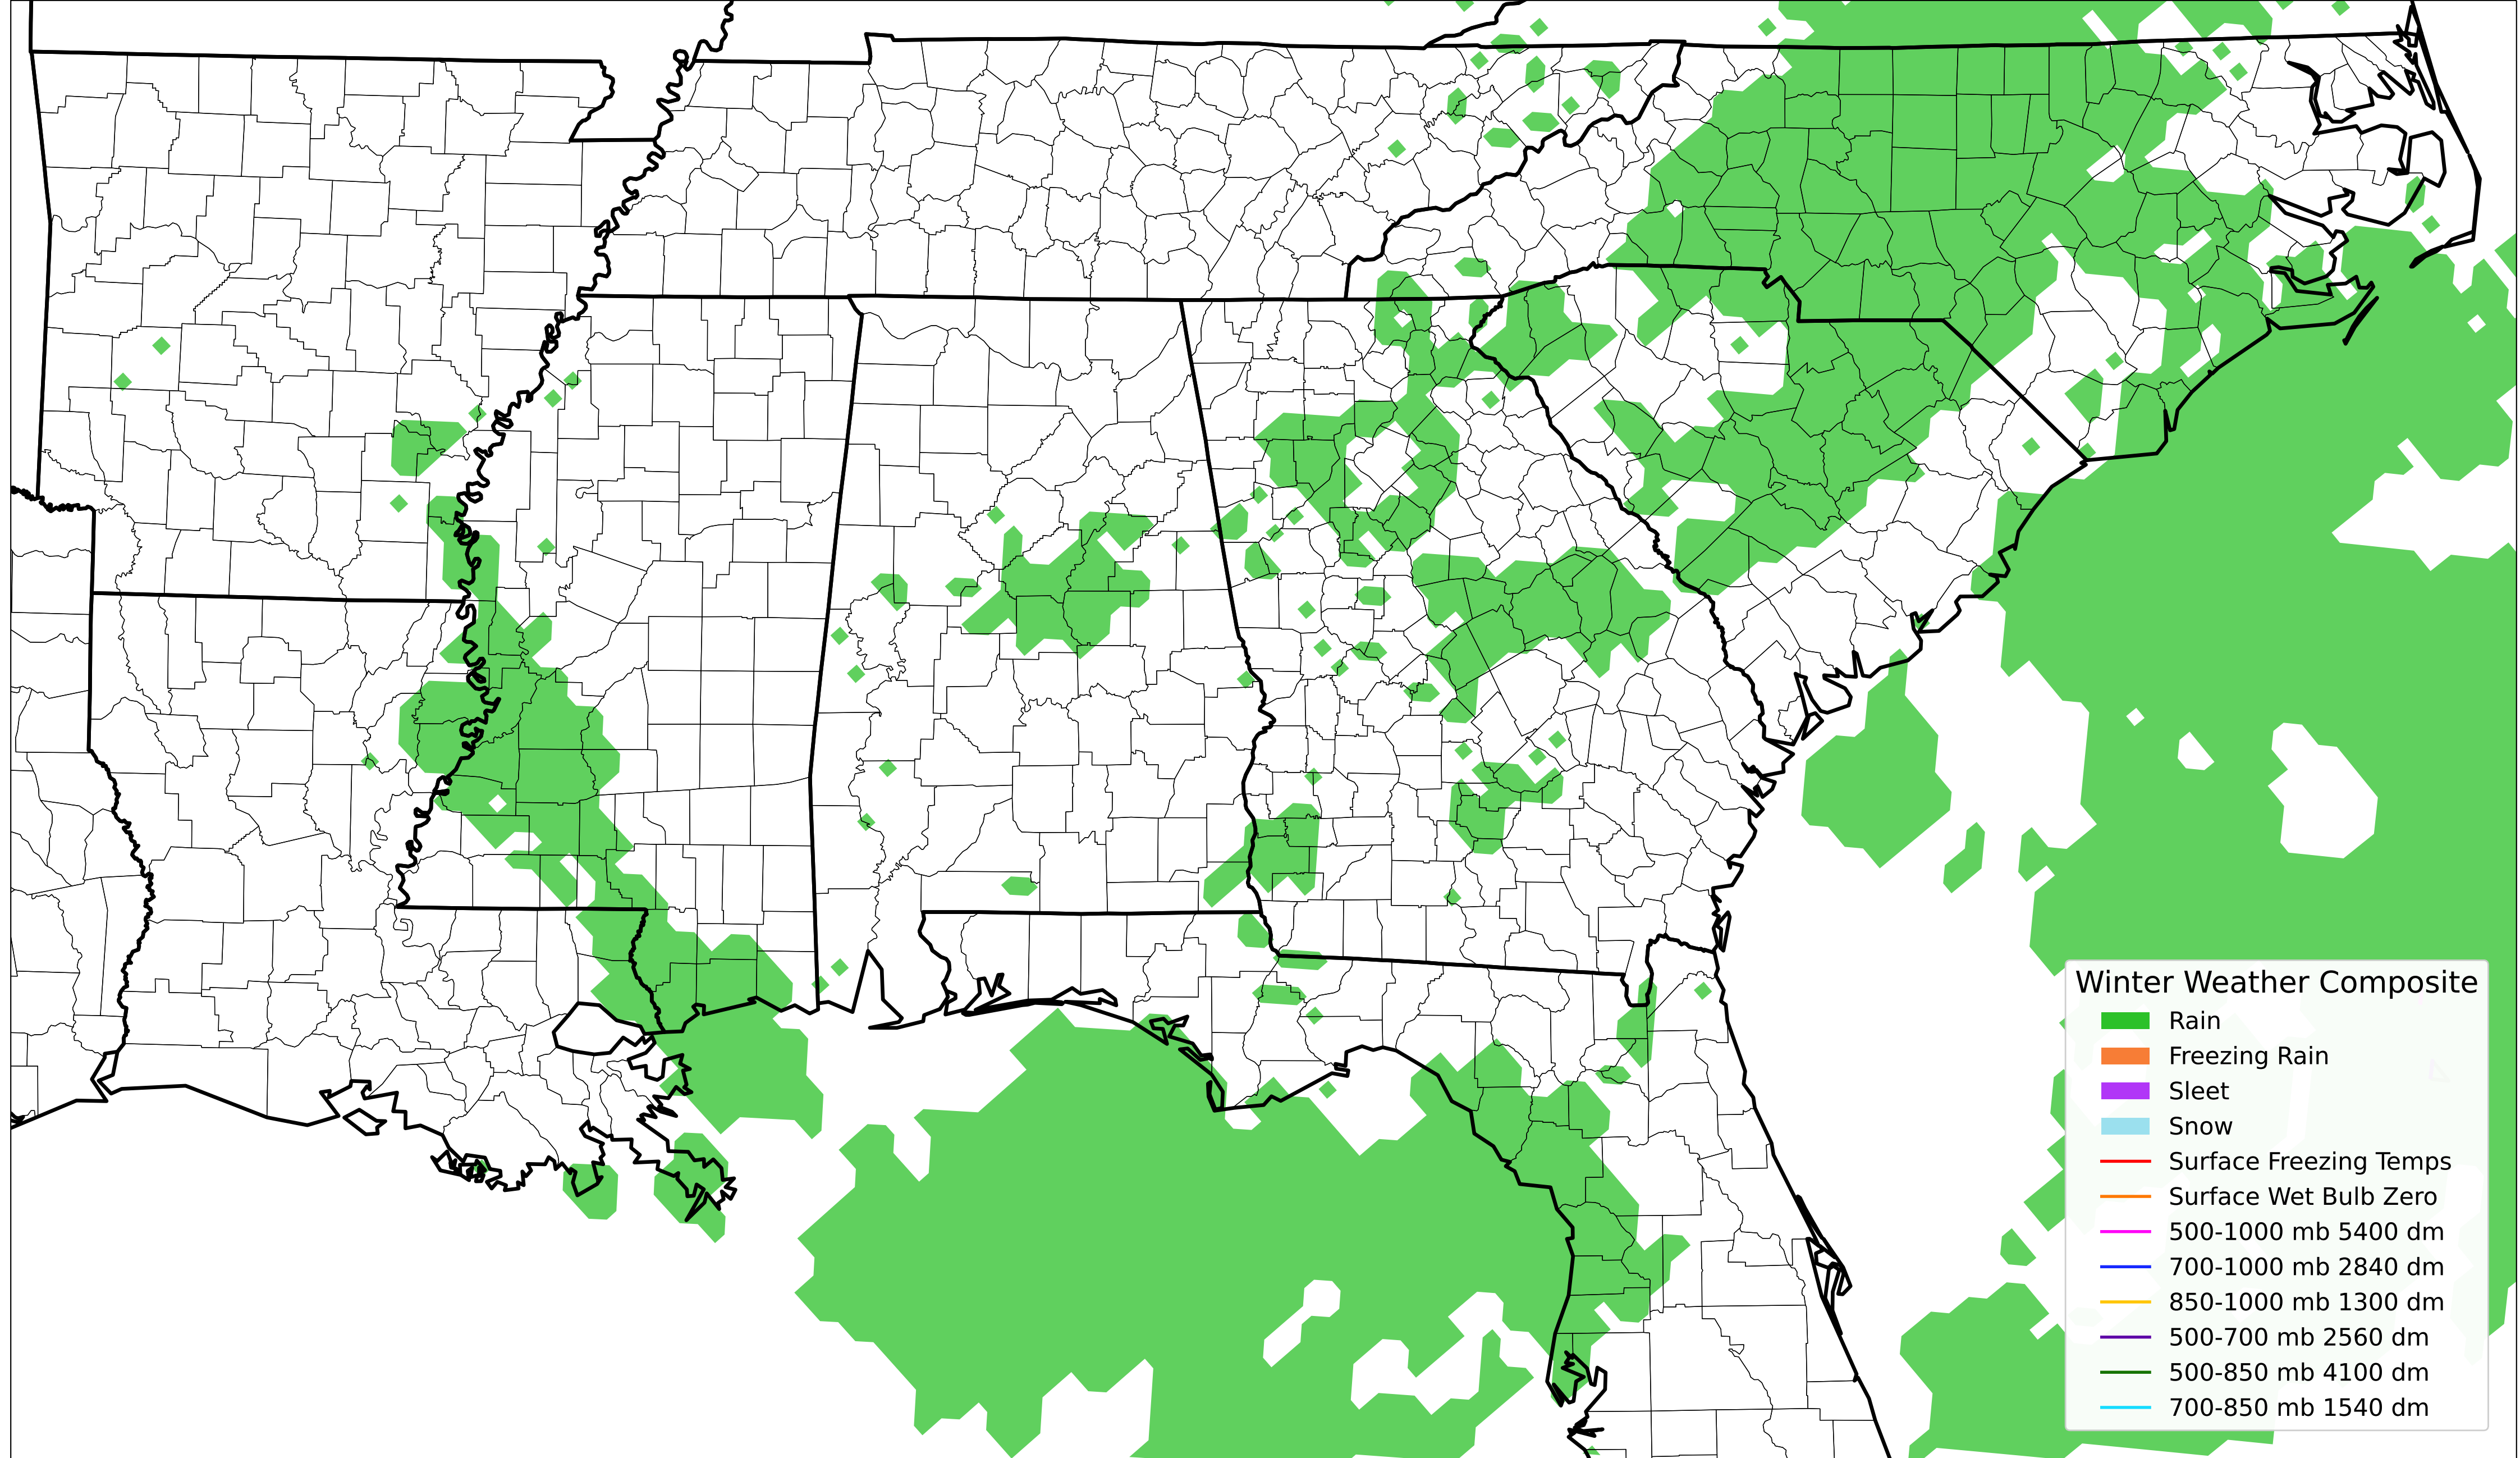 Winter Weather Composite
Rain
Freezing Rain
Sleet
Snow
Surface Freezing Temps
Surface Wet Bulb Zero
500-1000 mb 5400 dm
700-1000 mb 2840 dm
850-1000 mb 1300 dm
500-700 mb 2560 dm
500-850 mb 4100 dm
700-850 mb 1540 dm